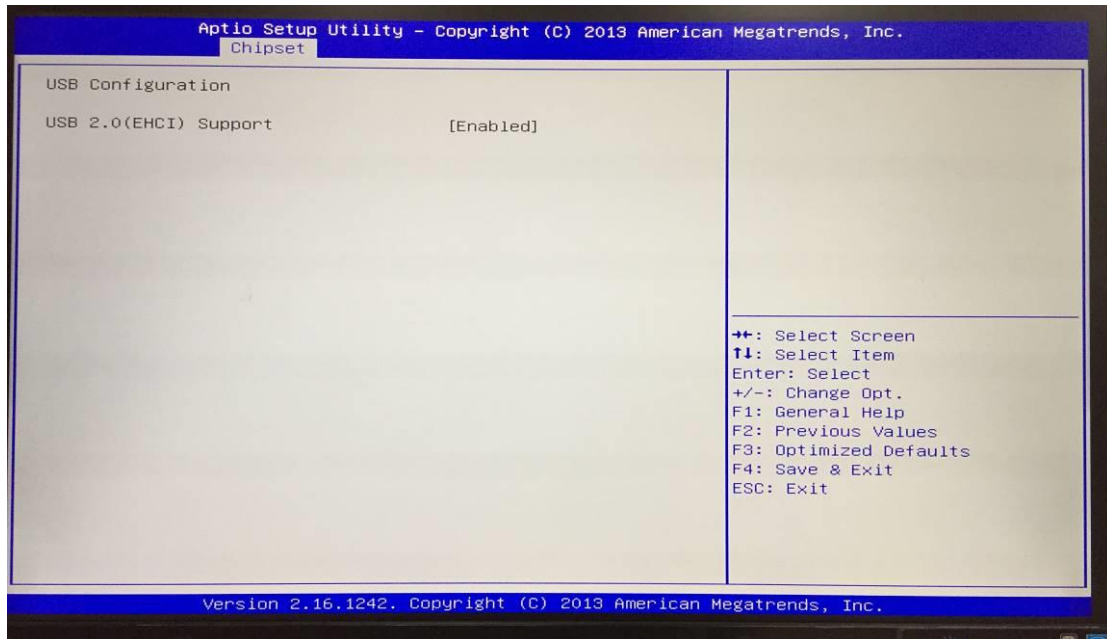 Aptio Setup Utility – Copyright (C) 2013 American Megatrends, Inc.
Chipset
USB Configuration
USB 2.0(EHCI) Support [Enabled]
→←: Select Screen
↑↓: Select Item
Enter: Select
+/-: Change Opt.
F1: General Help
F2: Previous Values
F3: Optimized Defaults
F4: Save & Exit
ESC: Exit
Version 2.16.1242. Copyright (C) 2013 American Megatrends, Inc.